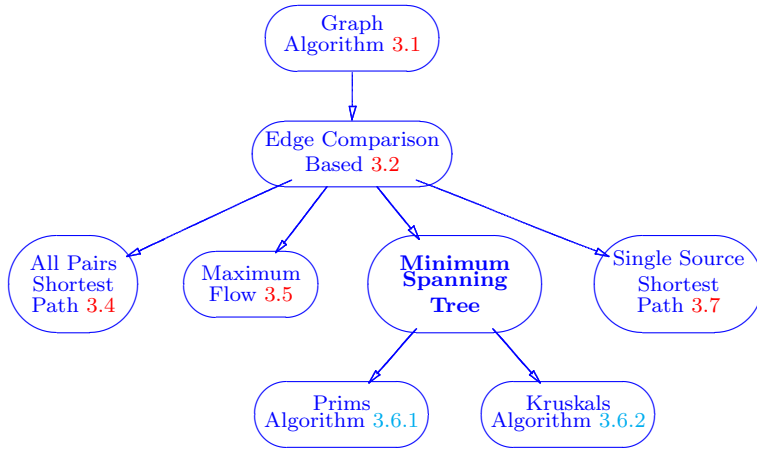 Graph
Algorithm 3.1
Edge Comparison
Based 3.2
All Pairs
Shortest
Path 3.4
Maximum
Flow 3.5
Minimum
Spanning
Tree
Single Source
Shortest
Path 3.7
Prims
Algorithm 3.6.1
Kruskals
Algorithm 3.6.2